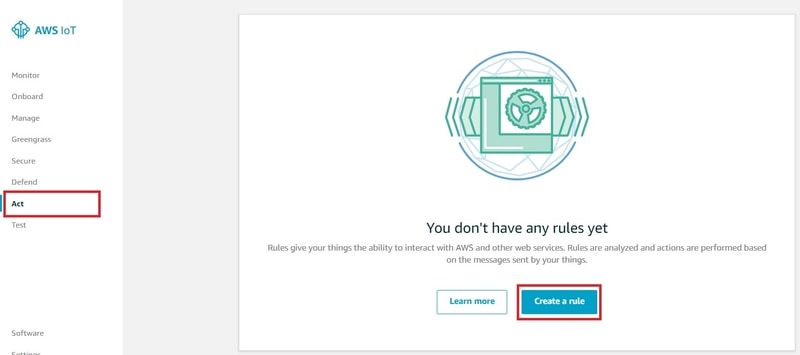 AWS IoT
Monitor
Onboard
Manage
Greengrass
Secure
Defend
Act
Test
Software
Settings
You don't have any rules yet
Rules give your things the ability to interact with AWS and other web services. Rules are analyzed and actions are performed based
on the messages sent by your things.
Learn more
Create a rule